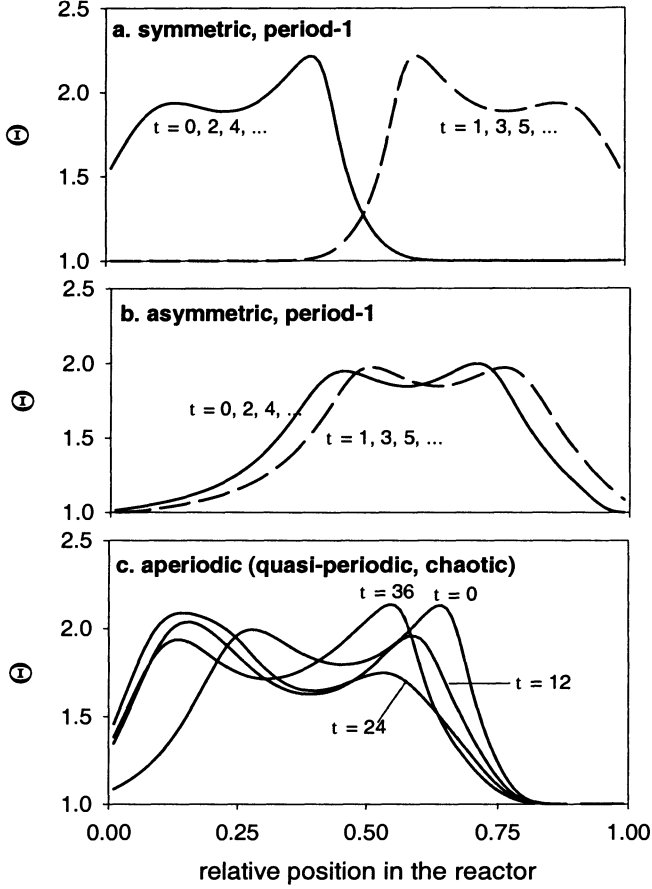 2.5
a. symmetric, period-1
2.0
t = 0, 2, 4, ...
t = 1, 3, 5, ...
Θ
1.5
1.0
2.5
b. asymmetric, period-1
2.0
Θ
t = 0, 2, 4, ...
t = 1, 3, 5, ...
1.5
1.0
2.5
c. aperiodic (quasi-periodic, chaotic)
t = 36
t = 0
2.0
Θ
t = 12
t = 24
1.5
1.0
0.00 0.25 0.50 0.75 1.00
relative position in the reactor